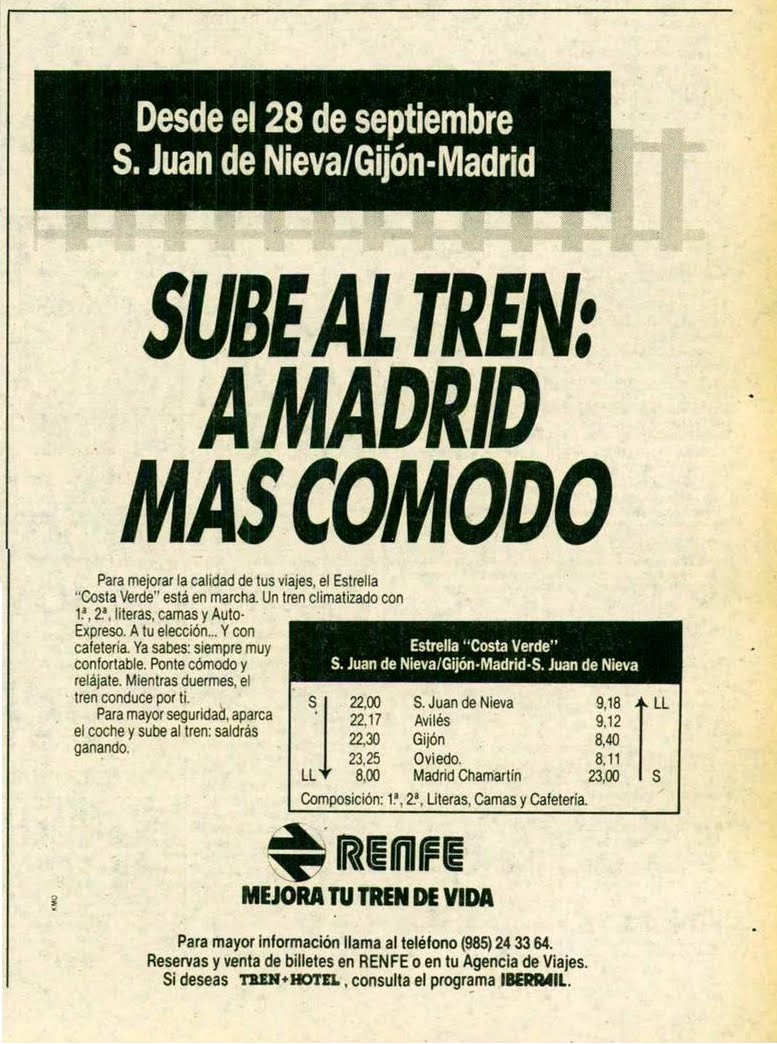 Desde el 28 de septiembre
S. Juan de Nieva/Gijón-Madrid
SUBE AL TREN:
A MADRID
MAS COMODO
Para mejorar la calidad de tus viajes, el Estrella
"Costa Verde" está en marcha. Un tren climatizado con
1.ª, 2.ª, literas, camas y Auto-
Expreso. A tu elección... Y con
cafetería. Ya sabes: siempre muy
confortable. Ponte cómodo y
relájate. Mientras duermes, el
tren conduce por ti.
Para mayor seguridad, aparca
el coche y sube al tren: saldrás
ganando.
Estrella "Costa Verde"
S. Juan de Nieva/Gijón-Madrid-S. Juan de Nieva
S 22,00 S. Juan de Nieva 9,18 LL
22,17 Avilés 9,12
22,30 Gijón 8,40
23,25 Oviedo. 8,11
LL 8,00 Madrid Chamartín 23,00 S
Composición: 1.ª, 2.ª, Literas, Camas y Cafetería.
RENFE
MEJORA TU TREN DE VIDA
KMO
Para mayor información llama al teléfono (985) 24 33 64.
Reservas y venta de billetes en RENFE o en tu Agencia de Viajes.
Si deseas TREN+HOTEL, consulta el programa IBERRAIL.